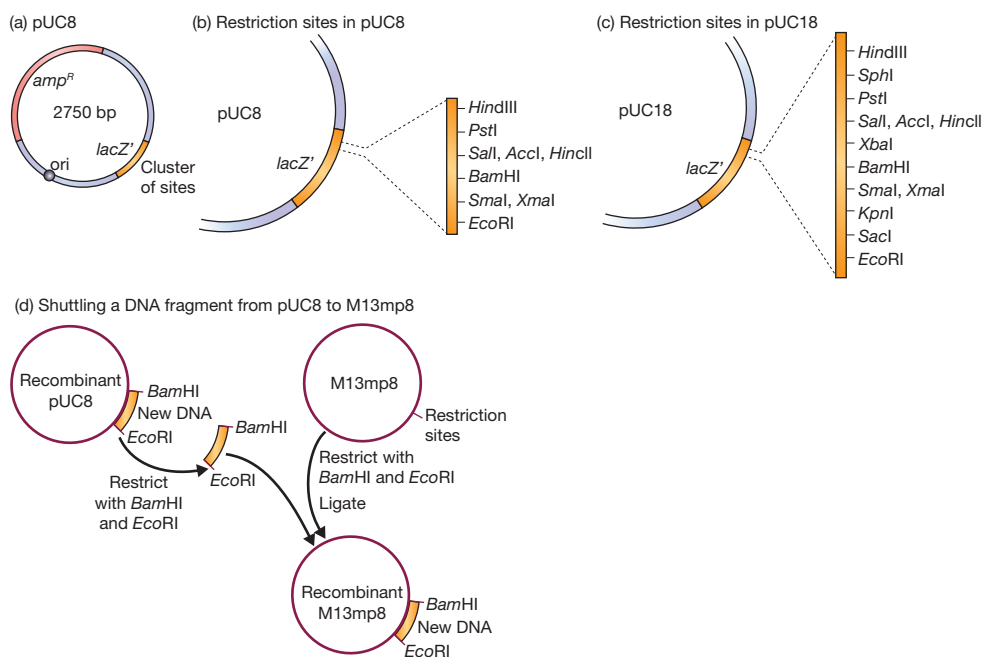 (a) pUC8
amp^R
2750 bp
lacZ'
ori
Cluster
of sites
(b) Restriction sites in pUC8
pUC8
lacZ'
HindIII
PstI
SalI, AccI, HincII
BamHI
SmaI, XmaI
EcoRI
(c) Restriction sites in pUC18
pUC18
lacZ'
HindIII
SphI
PstI
SalI, AccI, HincII
XbaI
BamHI
SmaI, XmaI
KpnI
SacI
EcoRI
(d) Shuttling a DNA fragment from pUC8 to M13mp8
Recombinant
pUC8
BamHI
New DNA
EcoRI
Restrict
with BamHI
and EcoRI
BamHI
EcoRI
M13mp8
Restriction
sites
Restrict with
BamHI and EcoRI
Ligate
Recombinant
M13mp8
BamHI
New DNA
EcoRI